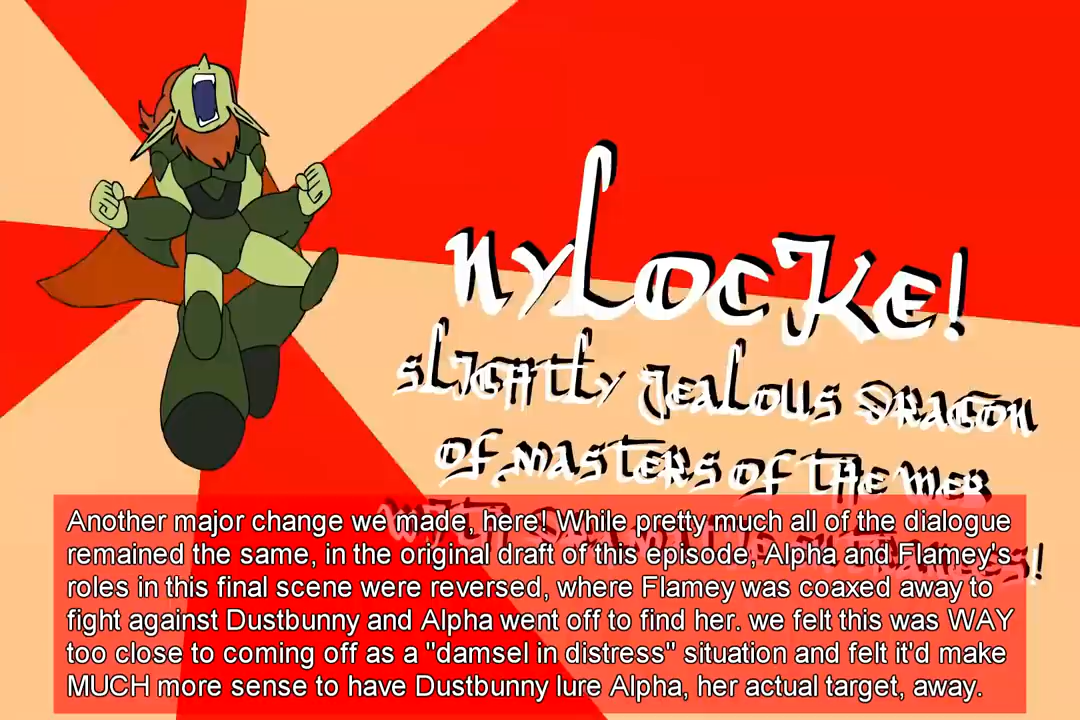 NYLOCKE!
SLIGHTLY JEALOUS DRAGON
OF MASTERS OF THE WEB
WITH DRAMATIC ENTRANCES!
Another major change we made, here! While pretty much all of the dialogue
remained the same, in the original draft of this episode, Alpha and Flamey's
roles in this final scene were reversed, where Flamey was coaxed away to
fight against Dustbunny and Alpha went off to find her. we felt this was WAY
too close to coming off as a "damsel in distress" situation and felt it'd make
MUCH more sense to have Dustbunny lure Alpha, her actual target, away.